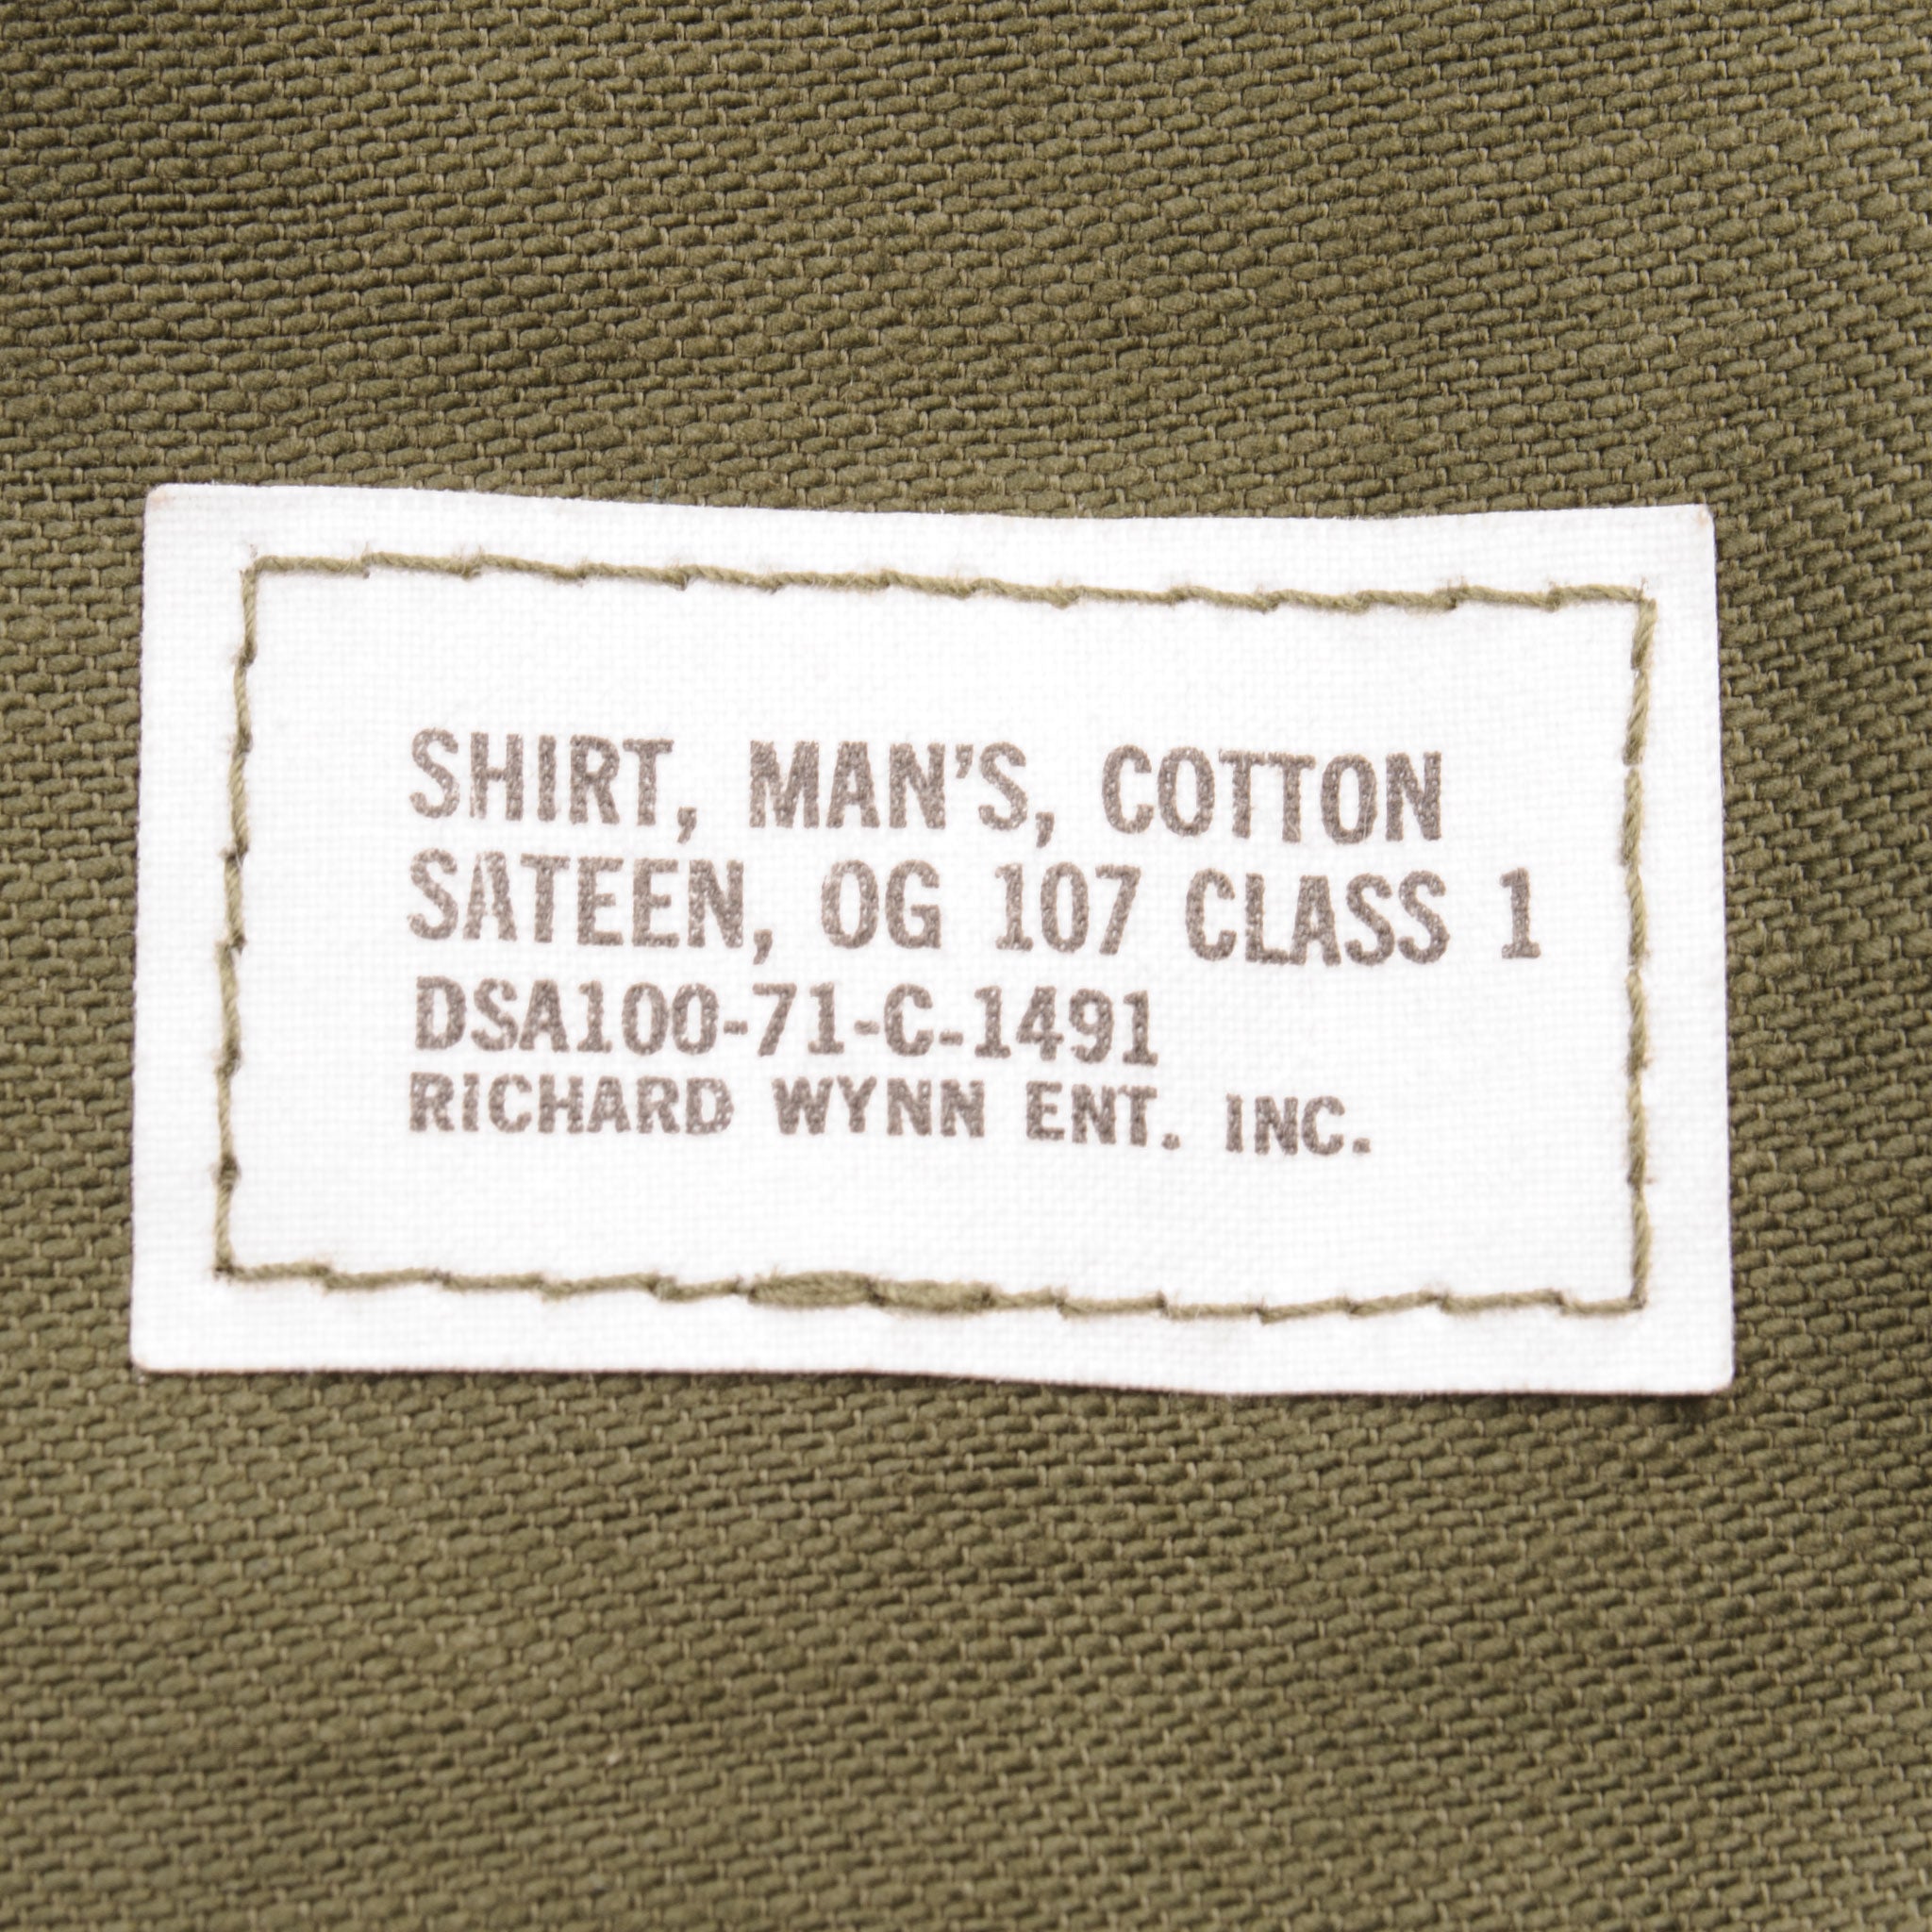 SHIRT, MAN'S, COTTON
SATEEN, OG 107 CLASS 1
DSA100-71-C-1491
RICHARD WYNN ENT. INC.